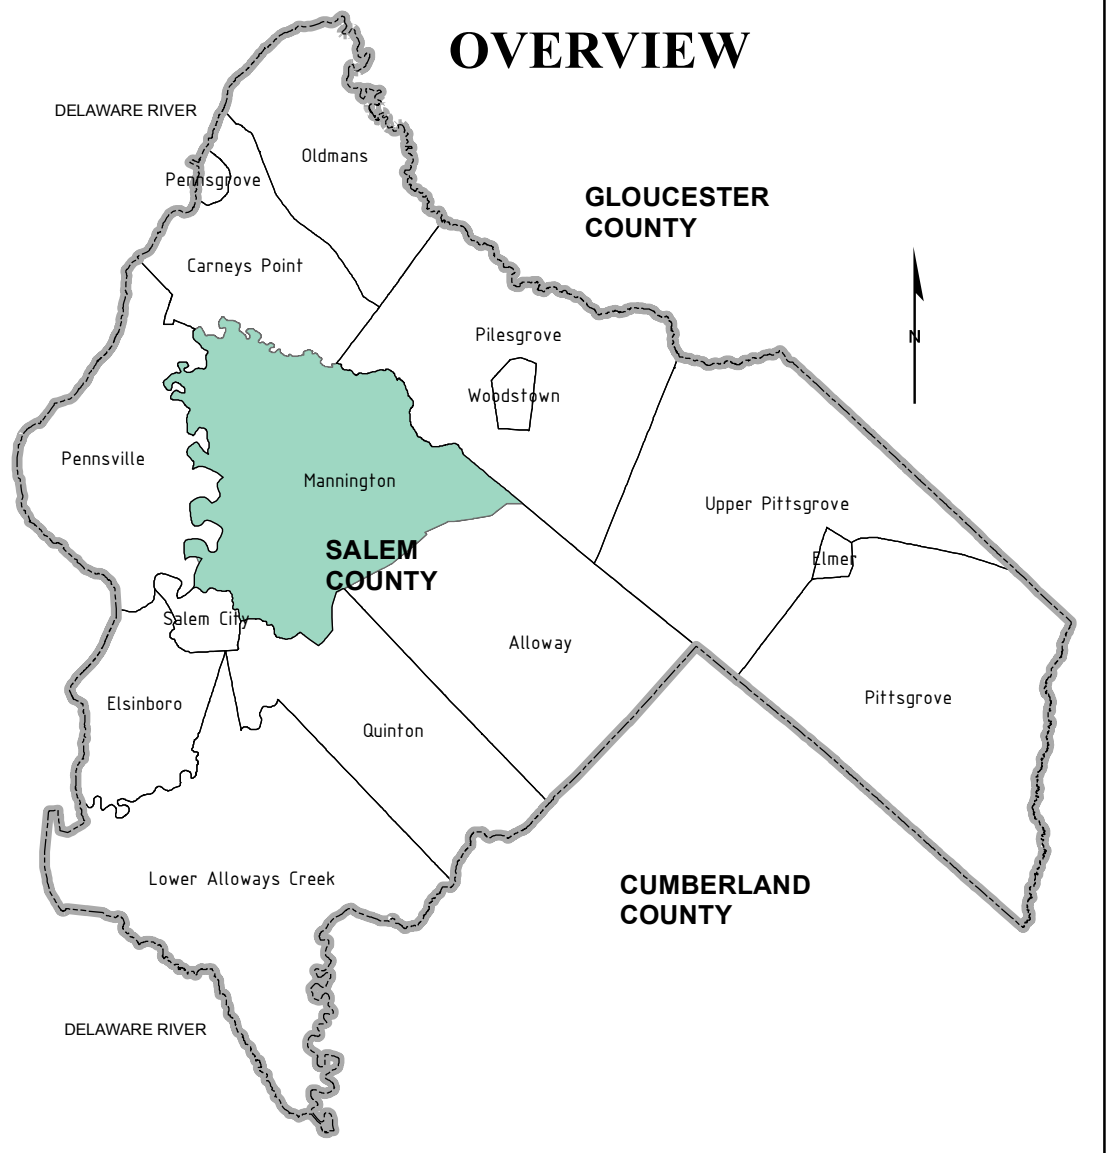 OVERVIEW
DELAWARE RIVER
Oldmans
Pennsgrove
GLOUCESTER
COUNTY
Carneys Point
Pilesgrove
N
Woodstown
Pennsville
Mannington
Upper Pittsgrove
SALEM
COUNTY
Elmer
Salem City
Alloway
Elsinboro
Pittsgrove
Quinton
Lower Alloways Creek
CUMBERLAND
COUNTY
DELAWARE RIVER